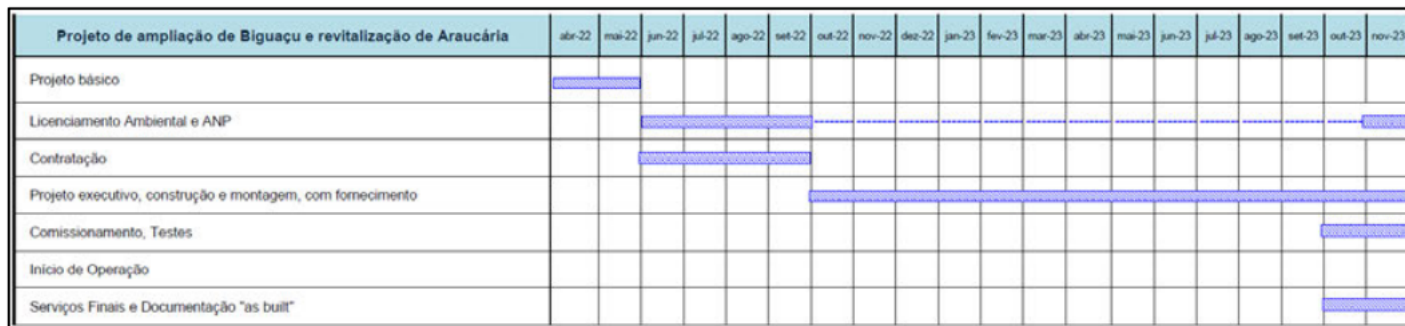 Projeto de ampliação de Biguaçu e revitalização de Araucária abr-22 mai-22 jun-22 jul-22 ago-22 set-22 out-22 nov-22 dez-22 jan-23 fev-23 mar-23 abr-23 mai-23 jun-23 jul-23 ago-23 set-23 out-23 nov-23
Projeto básico
Licenciamento Ambiental e ANP
Contratação
Projeto executivo, construção e montagem, com fornecimento
Comissionamento, Testes
Início de Operação
Serviços Finais e Documentação "as built"